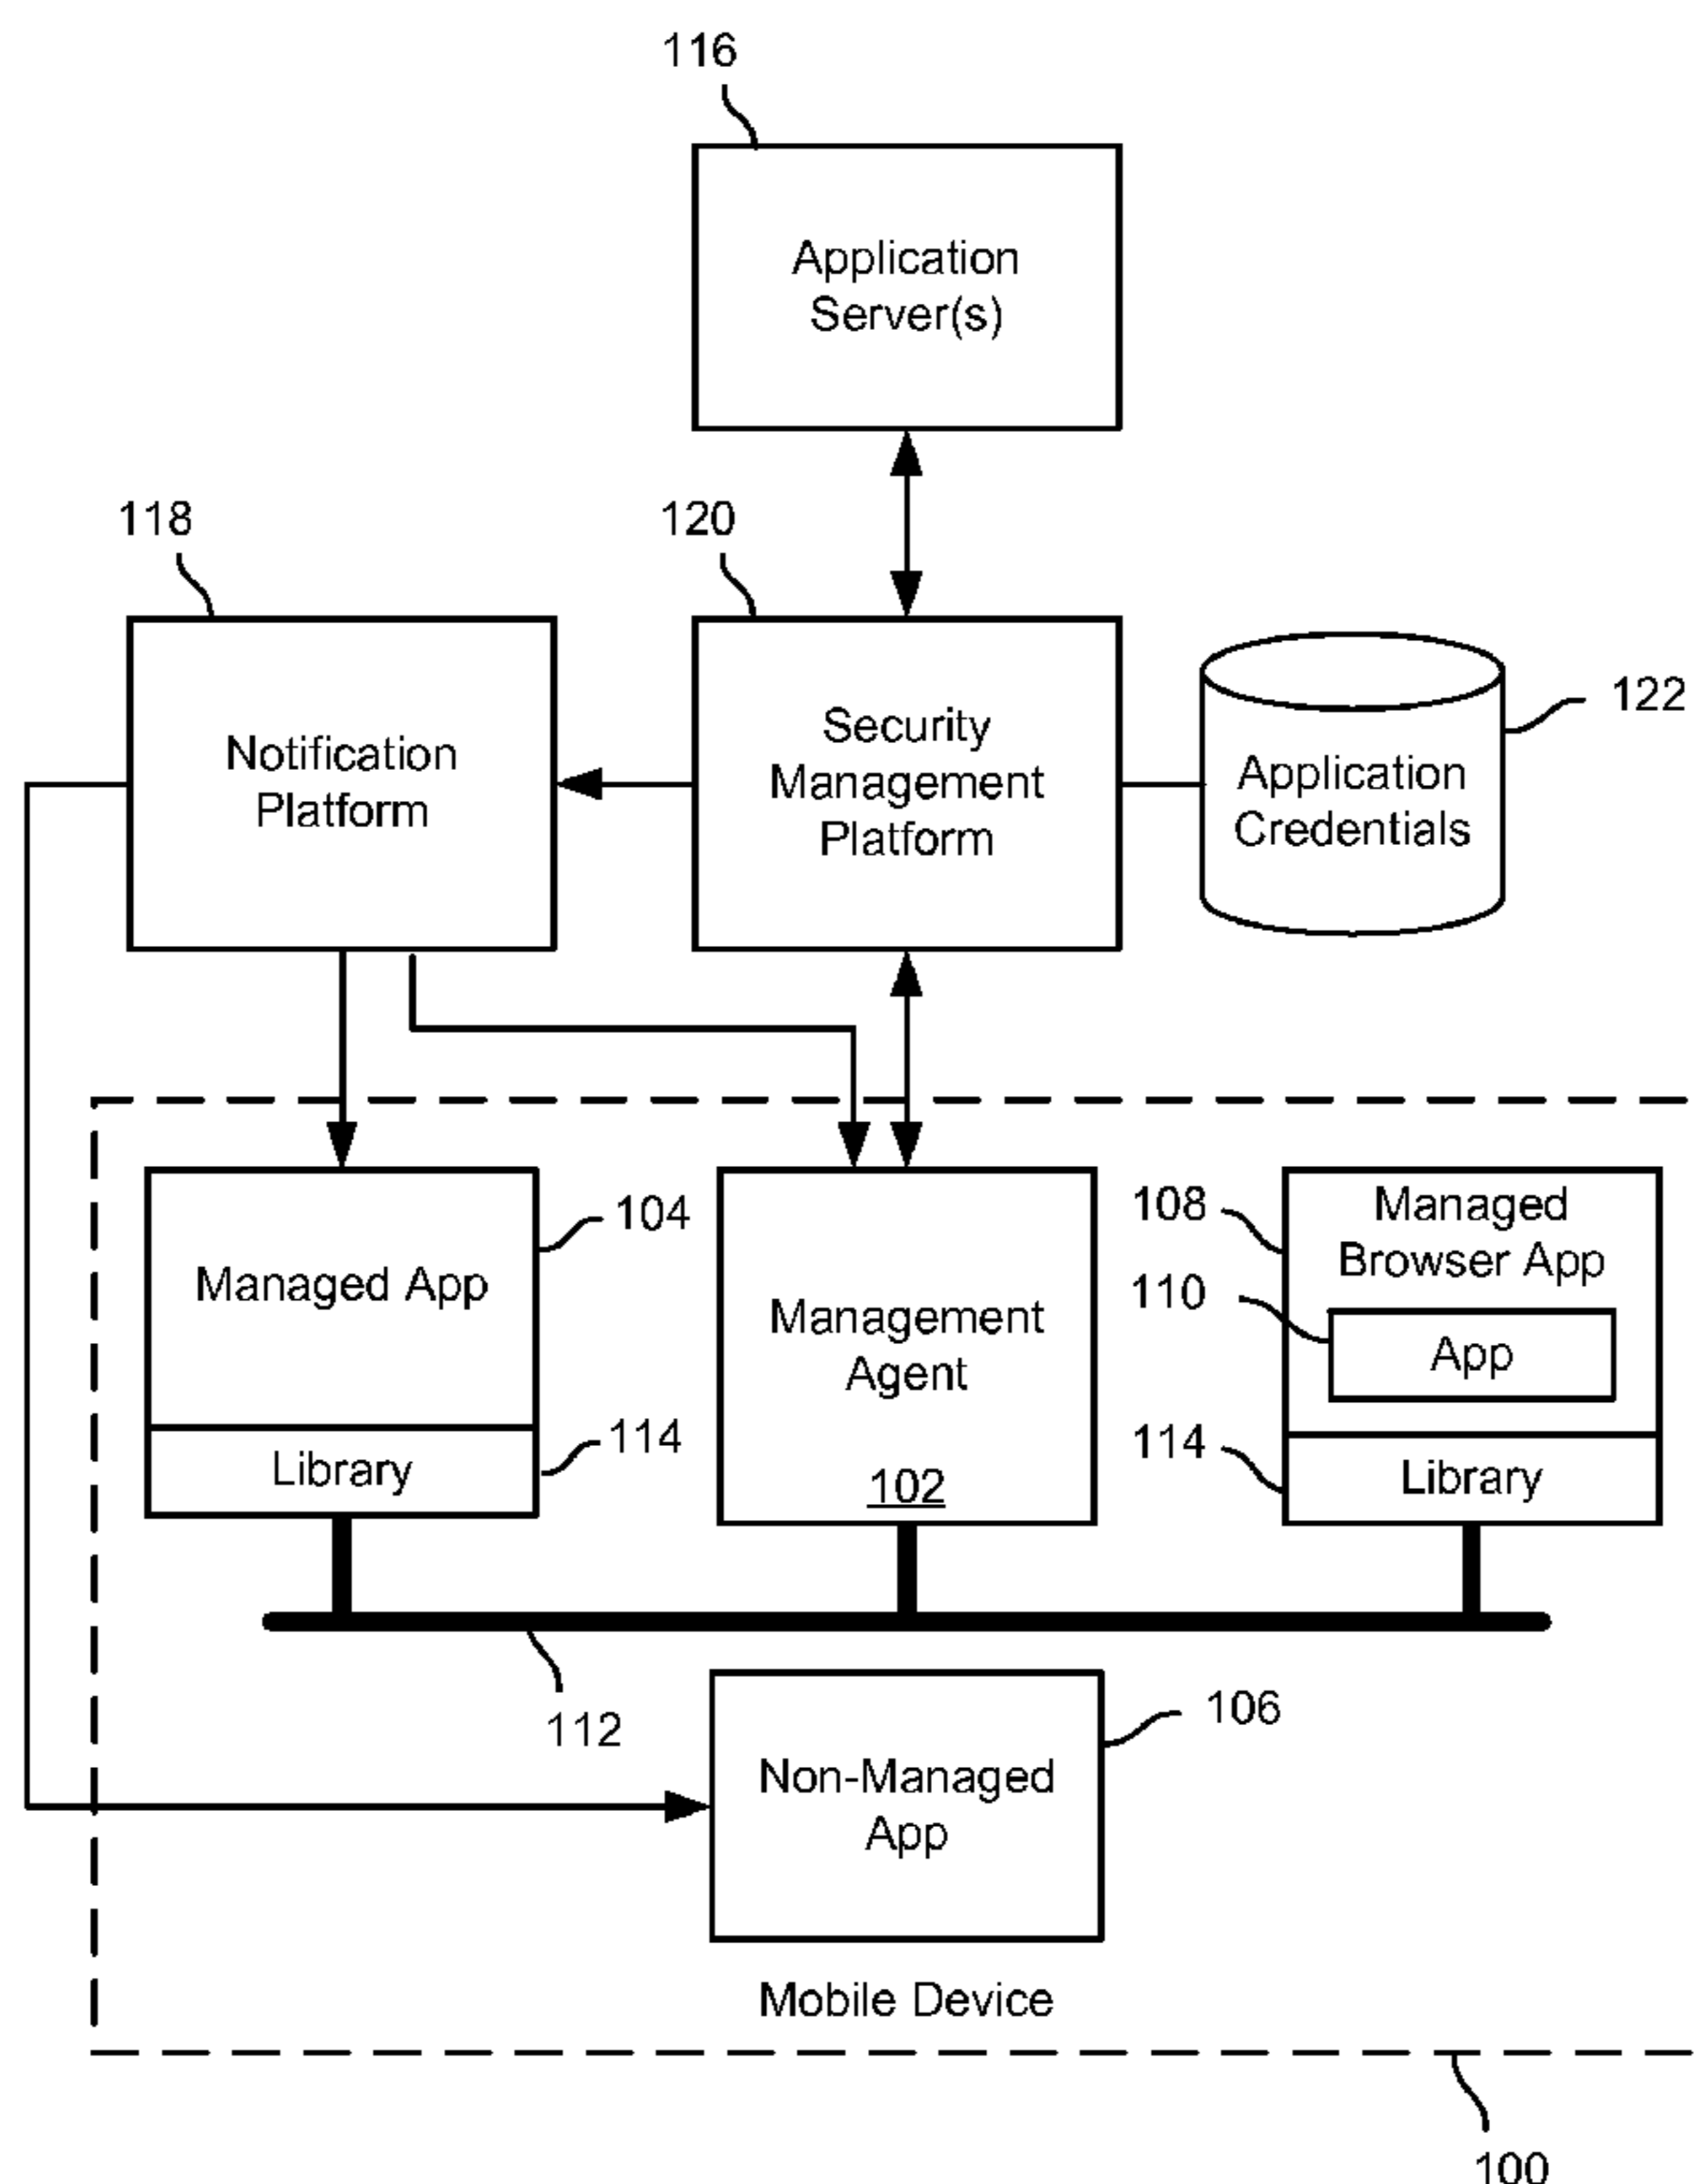 116
Application
Server(s)
118
120
Notification
Platform
Security
Management
Platform
122
Application
Credentials
104
Managed App
114
Library
Management
Agent
102
108
Managed
Browser App
110
App
114
Library
112
106
Non-Managed
App
Mobile Device
100